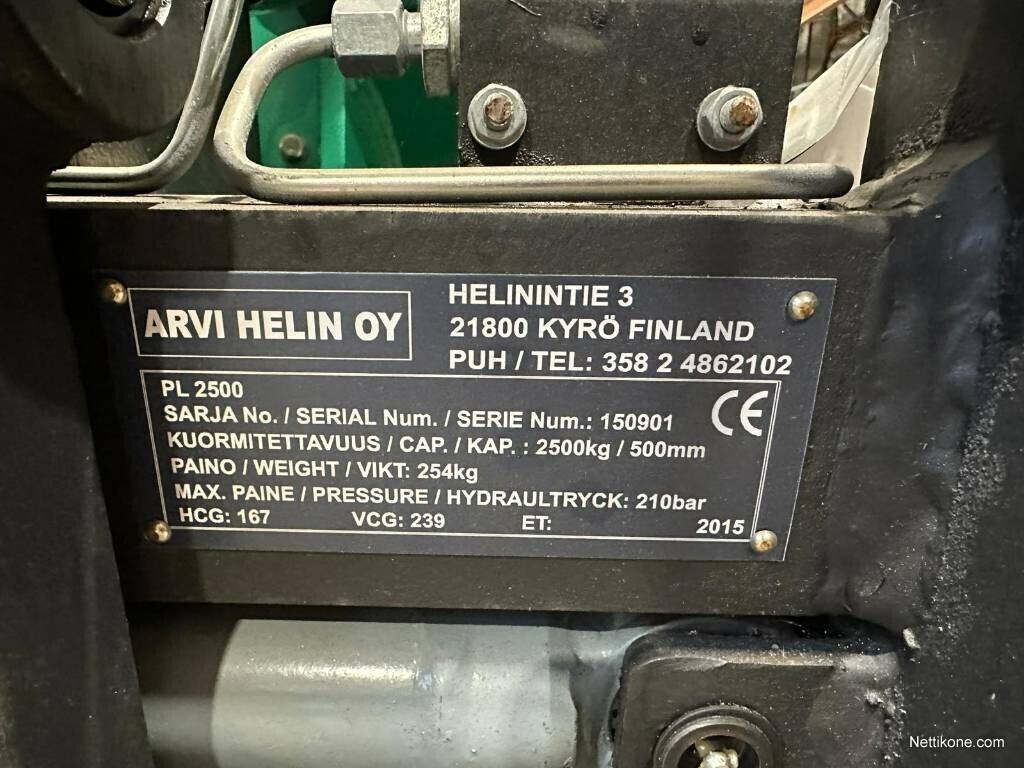 ARVI HELIN OY
HELININTIE 3
21800 KYRÖ FINLAND
PUH / TEL: 358 2 4862102
PL 2500
SARJA No. / SERIAL Num. / SERIE Num.: 150901
KUORMITETTAVUUS / CAP. / KAP. : 2500kg / 500mm
PAINO / WEIGHT / VIKT: 254kg
MAX. PAINE / PRESSURE / HYDRAULTRYCK: 210bar
HCG: 167 VCG: 239 ET: 2015
CE
Nettikone.com